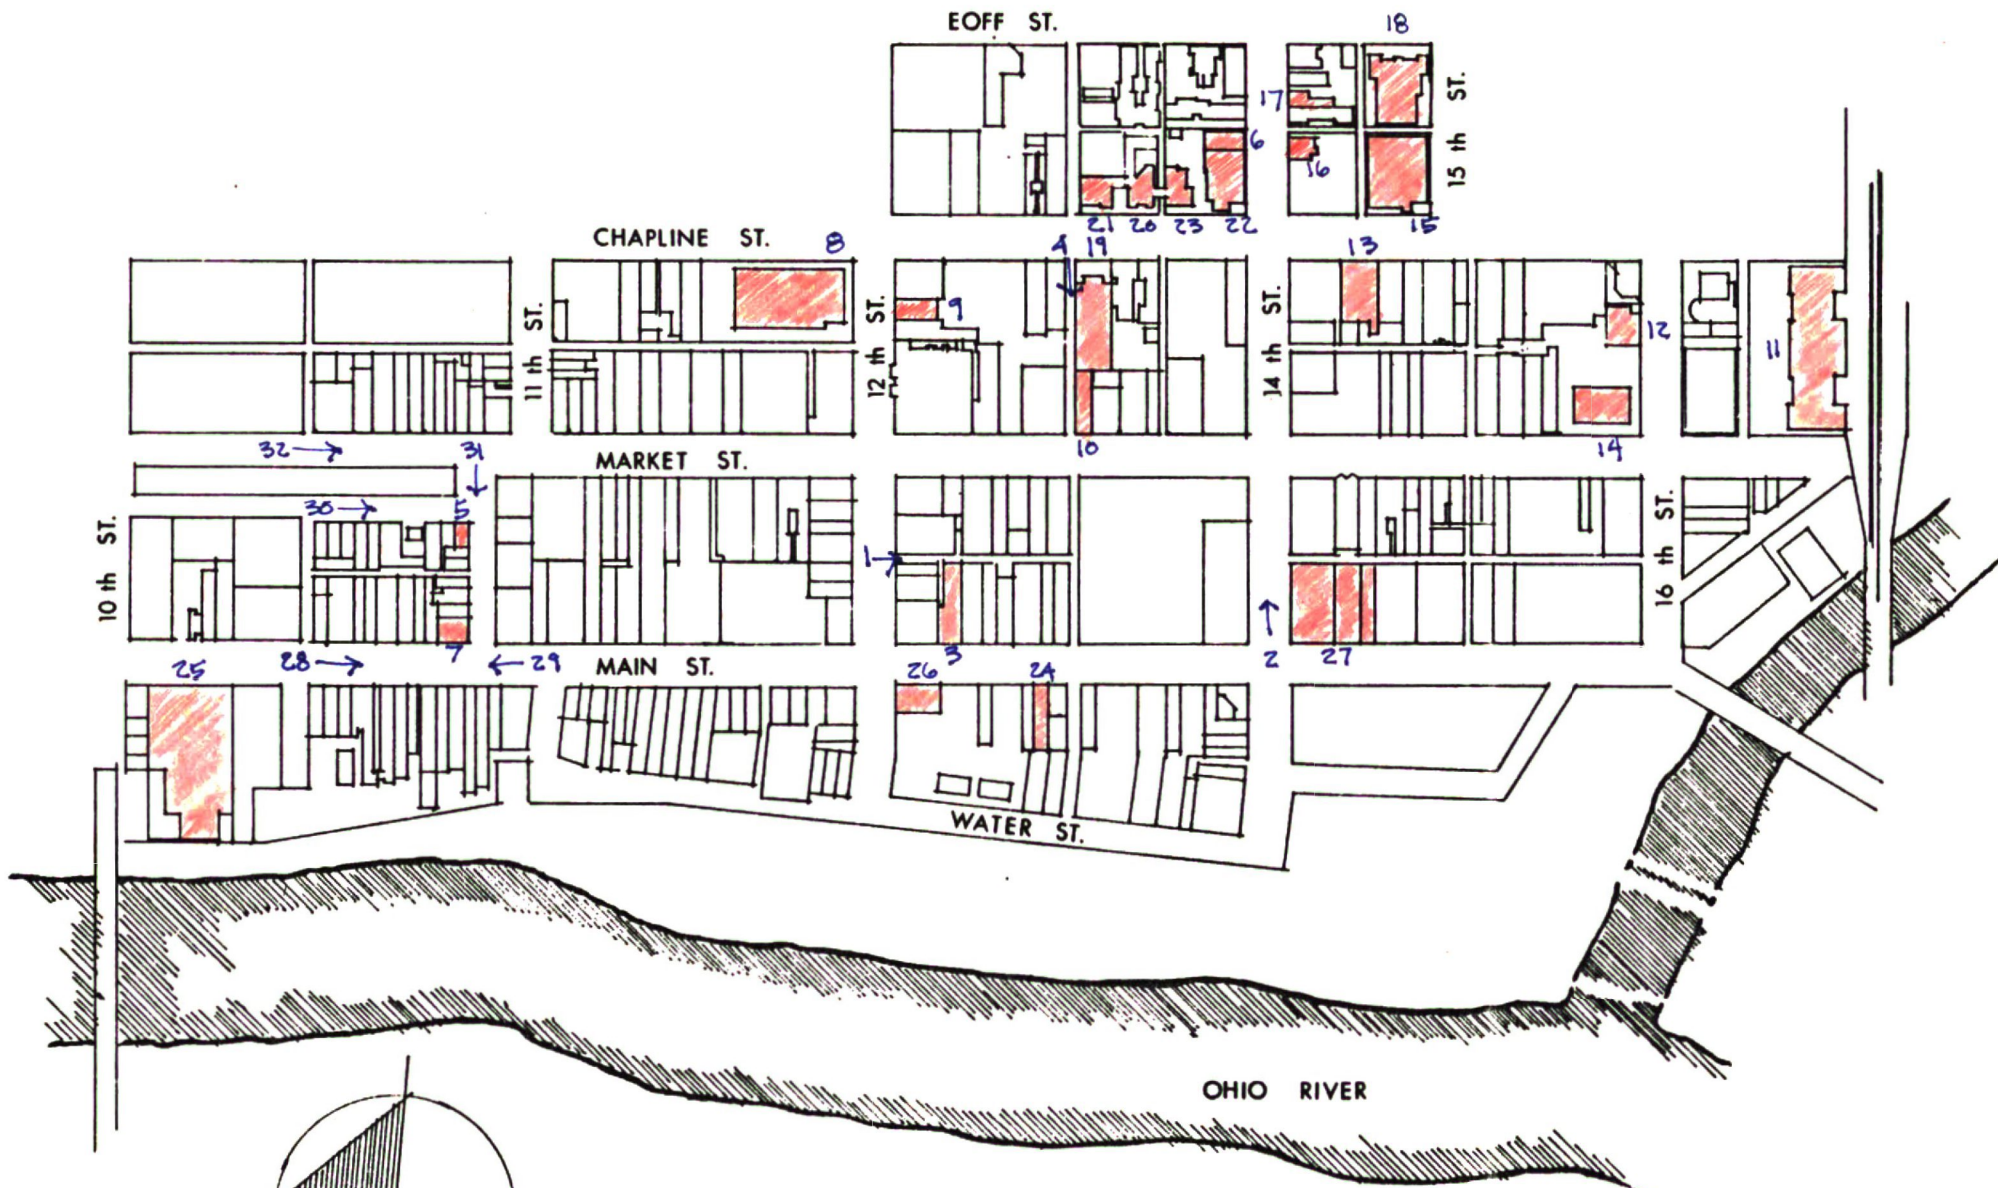 EOFF ST.
18
17
6
16
15 th ST.
21 20 23 22 15
CHAPLINE ST. 8
4 19 13
11 th ST.
12 th ST.
9
14 th ST.
12
11
32 → 31 10 14
MARKET ST.
30 → 5
10 th ST.
1 →
16 th ST.
25 28 → 7 ← 29 MAIN ST. 26 3 24 2 27
WATER ST.
OHIO RIVER